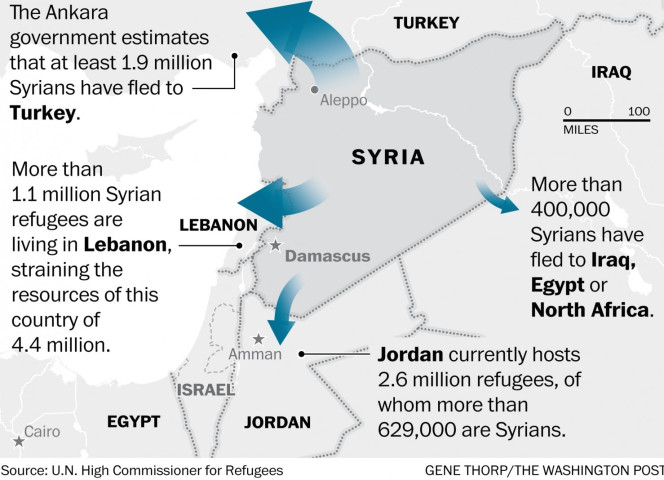 The Ankara
government estimates
that at least 1.9 million
Syrians have fled to
Turkey.
TURKEY
IRAQ
0 100
MILES
Aleppo
SYRIA
More than
1.1 million Syrian
refugees are
living in Lebanon,
straining the
resources of this
country of
4.4 million.
LEBANON
Damascus
More than
400,000
Syrians have
fled to Iraq,
Egypt or
North Africa.
Amman
Jordan currently hosts
2.6 million refugees, of
whom more than
629,000 are Syrians.
ISRAEL
EGYPT
JORDAN
Cairo
Source: U.N. High Commissioner for Refugees
GENE THORP/THE WASHINGTON POST